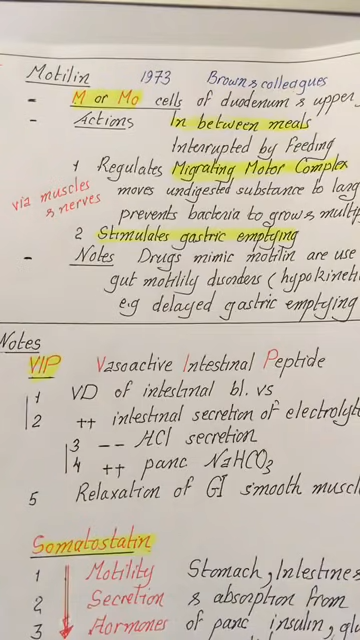 Motilin 1973 Brown & colleagues
- M or Mo cells of duodenum & upper
- Actions In between meals
Interrupted by Feeding
1 Regulates Migrating Motor Complex
via muscles & nerves
moves undigested substance to larg
prevents bacteria to grow & multip
2 Stimulates gastric emptying
- Notes Drugs mimic motilin are use
gut motility disorders (hypokineti
e.g delayed gastric emptying
Notes
VIP Vasoactive Intestinal Peptide
1 VD of intestinal bl. vs
2 ++ intestinal secretion of electrolyt
3 -- HCl secretion
4 ++ panc NaHCO3
5 Relaxation of GI smooth muscl
Somatostatin
1 ↓ Motility Stomach, Intestines
2 Secretion & absorption from
3 Hormones of panc insulin, glu